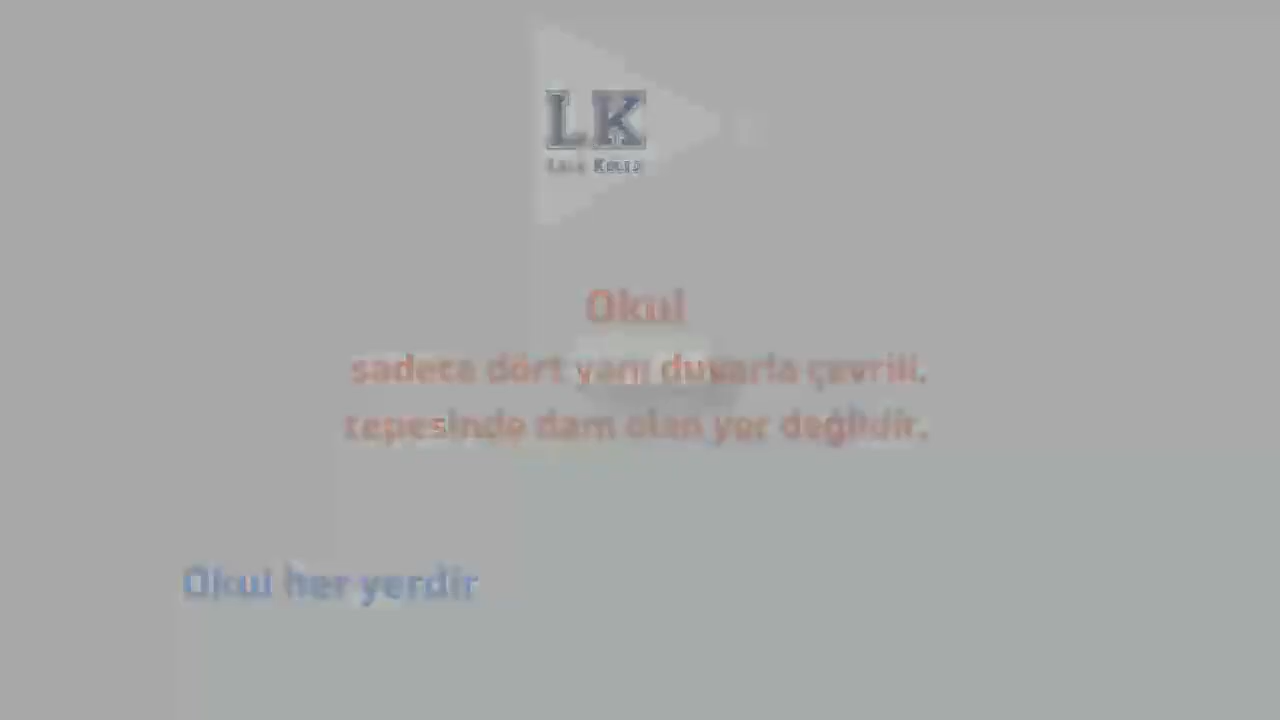 LK
Okul
sadece dört yanı duvarla çevrili,
tepesinde dam olan yer değildir.
Okul her yerdir